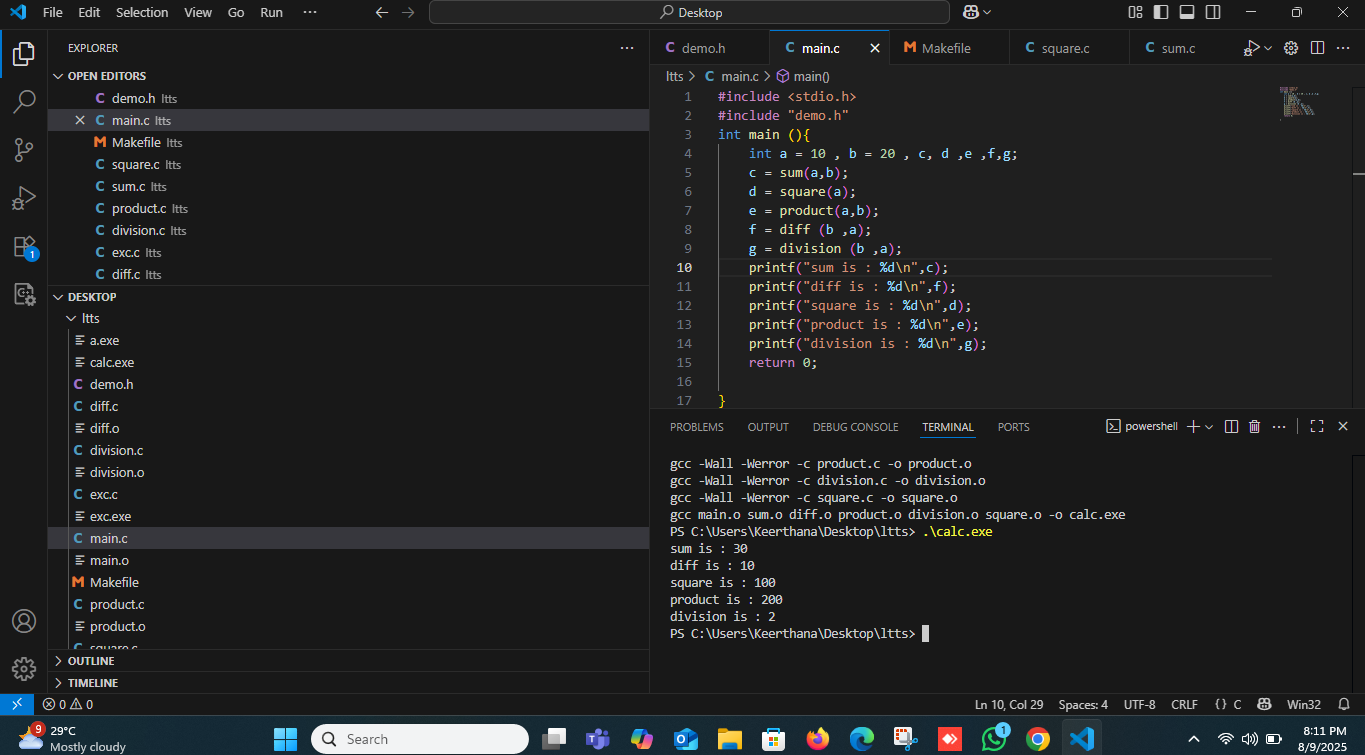 File Edit Selection View Go Run ··· Desktop
EXPLORER ···
OPEN EDITORS
C demo.h ltts
C main.c ltts
M Makefile ltts
C square.c ltts
C sum.c ltts
C product.c ltts
C division.c ltts
C exc.c ltts
C diff.c ltts
1
DESKTOP
ltts
a.exe
calc.exe
C demo.h
C diff.c
diff.o
C division.c
division.o
C exc.c
exc.exe
C main.c
main.o
M Makefile
C product.c
product.o
C square.c
OUTLINE
TIMELINE
C demo.h C main.c M Makefile C square.c C sum.c
ltts > C main.c > main()
1 #include <stdio.h>
2 #include "demo.h"
3 int main (){
4 int a = 10 , b = 20 , c, d ,e ,f,g;
5 c = sum(a,b);
6 d = square(a);
7 e = product(a,b);
8 f = diff (b ,a);
9 g = division (b ,a);
10 printf("sum is : %d\n",c);
11 printf("diff is : %d\n",f);
12 printf("square is : %d\n",d);
13 printf("product is : %d\n",e);
14 printf("division is : %d\n",g);
15 return 0;
16
17 }
PROBLEMS OUTPUT DEBUG CONSOLE TERMINAL PORTS powershell
gcc -Wall -Werror -c product.c -o product.o
gcc -Wall -Werror -c division.c -o division.o
gcc -Wall -Werror -c square.c -o square.o
gcc main.o sum.o diff.o product.o division.o square.o -o calc.exe
PS C:\Users\Keerthana\Desktop\ltts> .\calc.exe
sum is : 30
diff is : 10
square is : 100
product is : 200
division is : 2
PS C:\Users\Keerthana\Desktop\ltts>
0 0 Ln 10, Col 29 Spaces: 4 UTF-8 CRLF {} C Win32
9 29°C
Mostly cloudy
Search
1
8:11 PM
8/9/2025